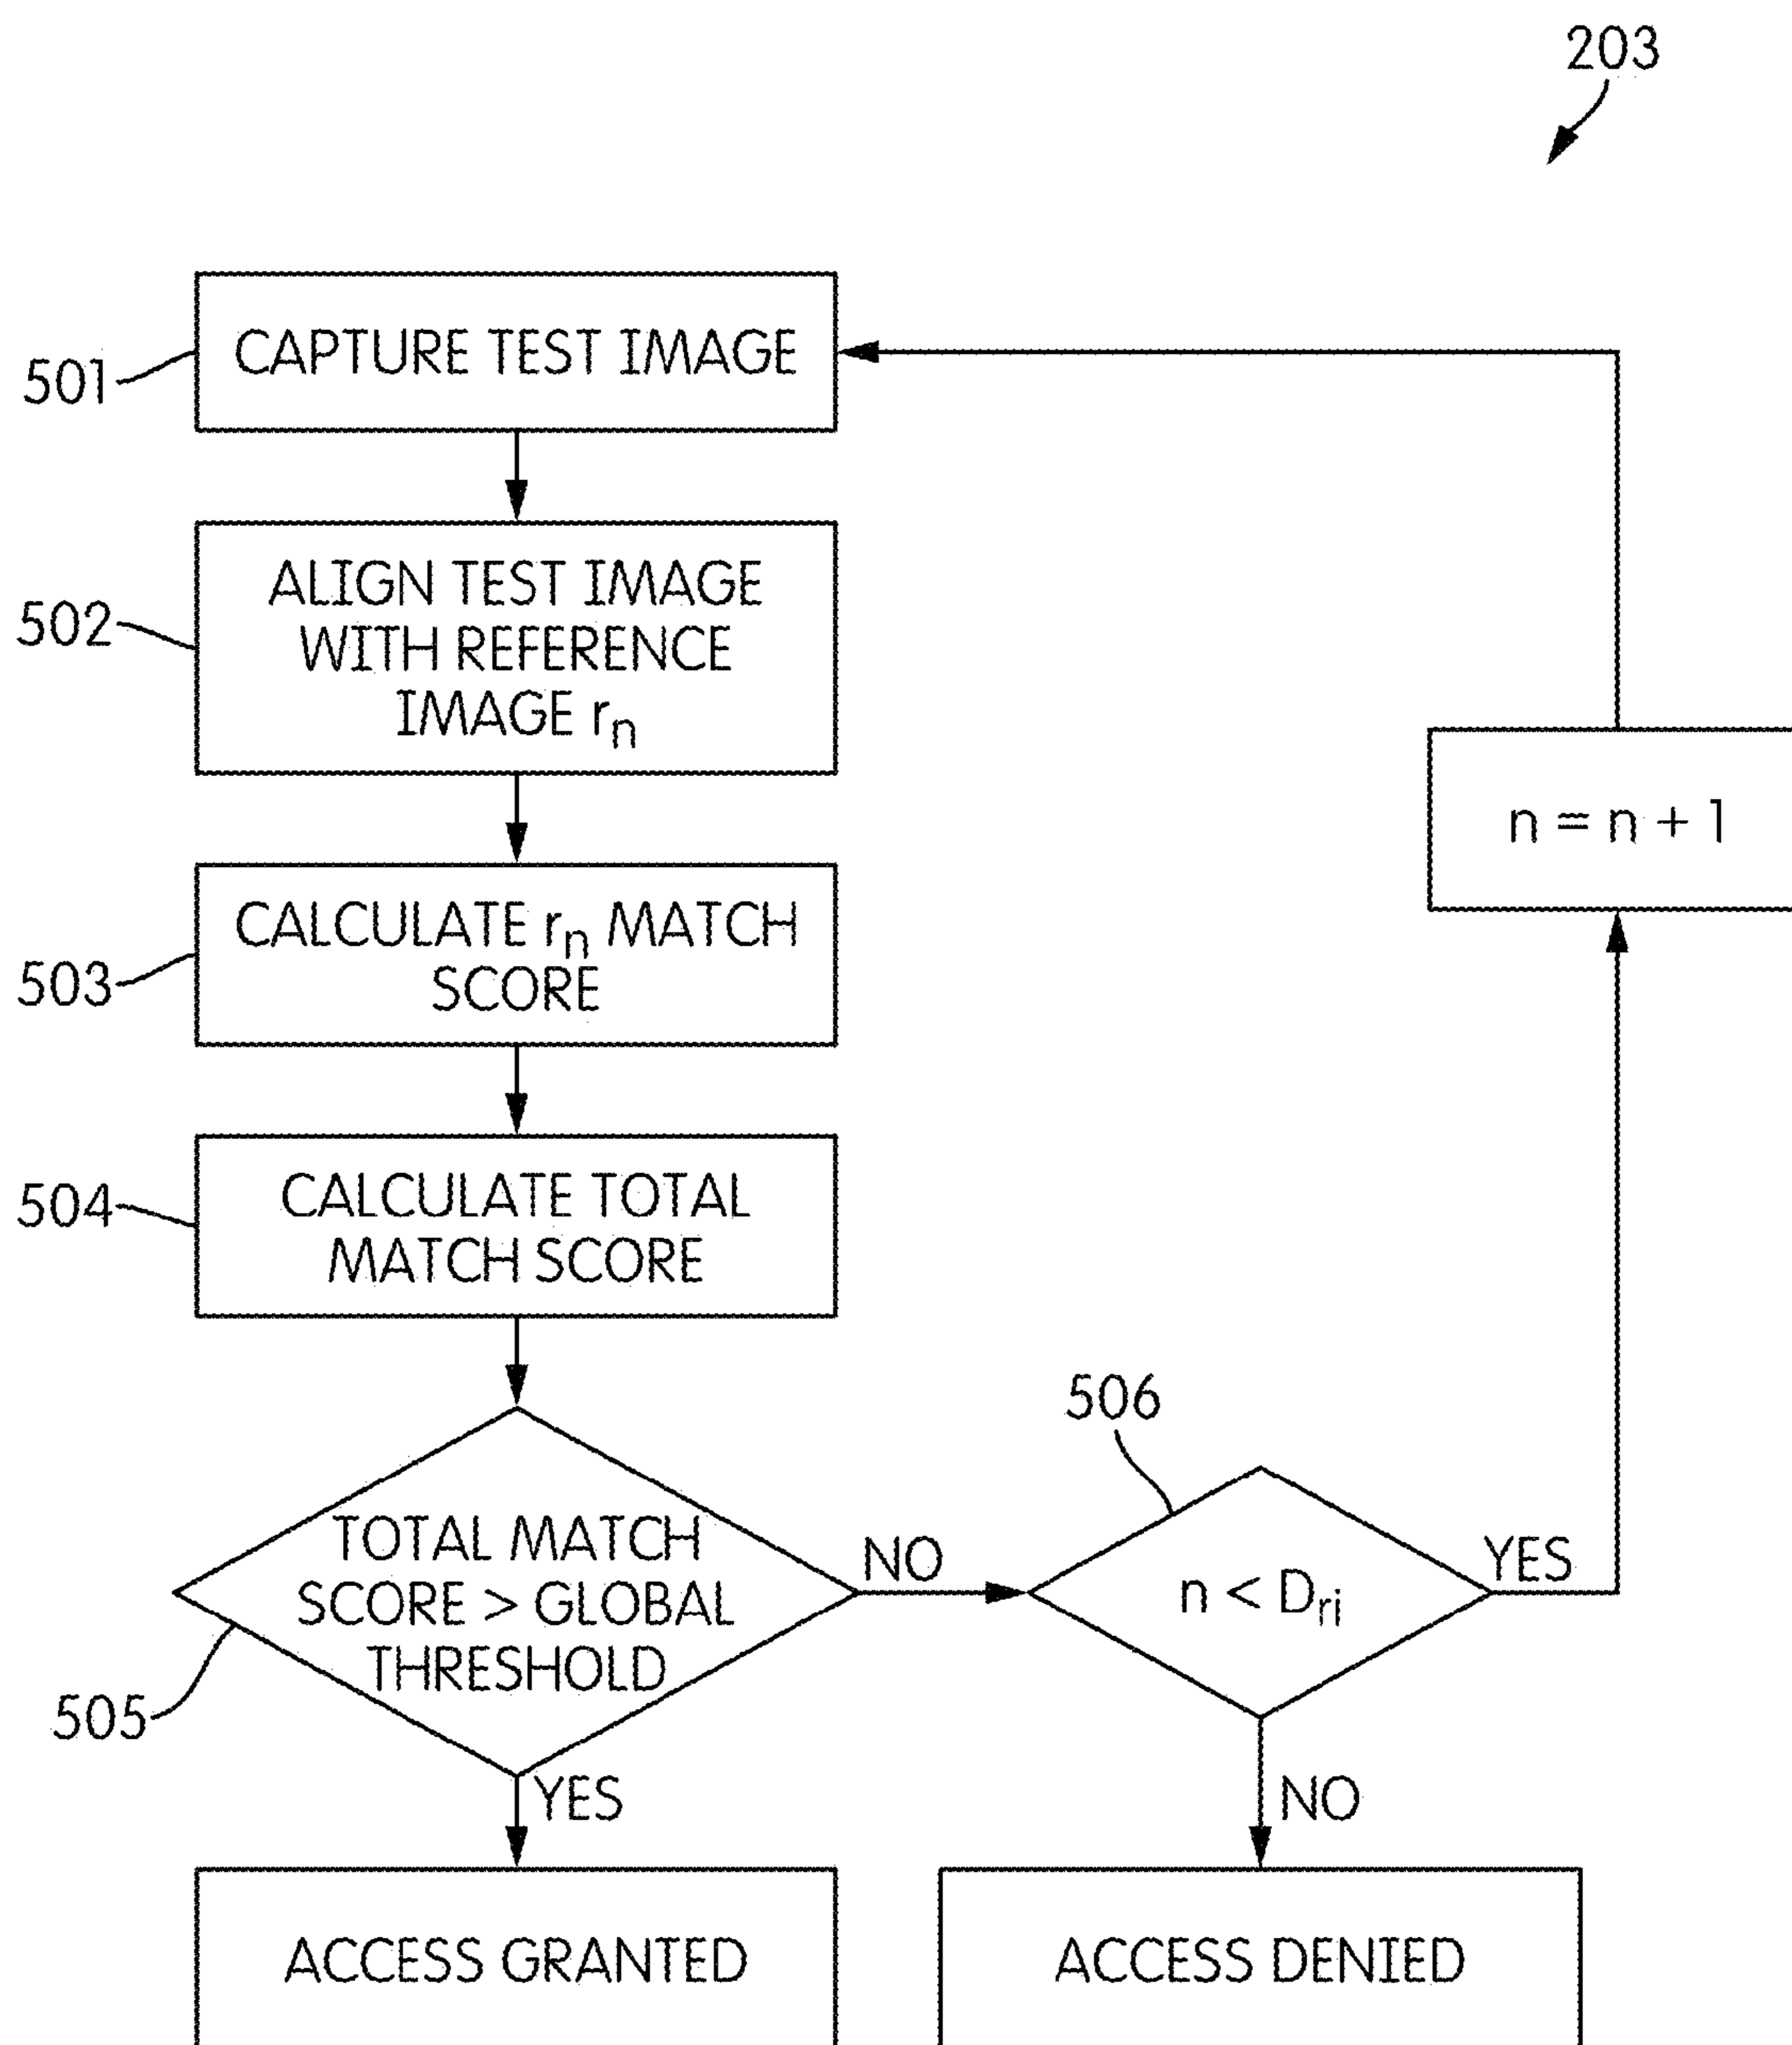 203
501
CAPTURE TEST IMAGE
502
ALIGN TEST IMAGE
WITH REFERENCE
IMAGE rn
n = n + 1
503
CALCULATE rn MATCH
SCORE
504
CALCULATE TOTAL
MATCH SCORE
505
TOTAL MATCH
SCORE > GLOBAL
THRESHOLD
NO
506
n < Dri
YES
YES
NO
ACCESS GRANTED
ACCESS DENIED